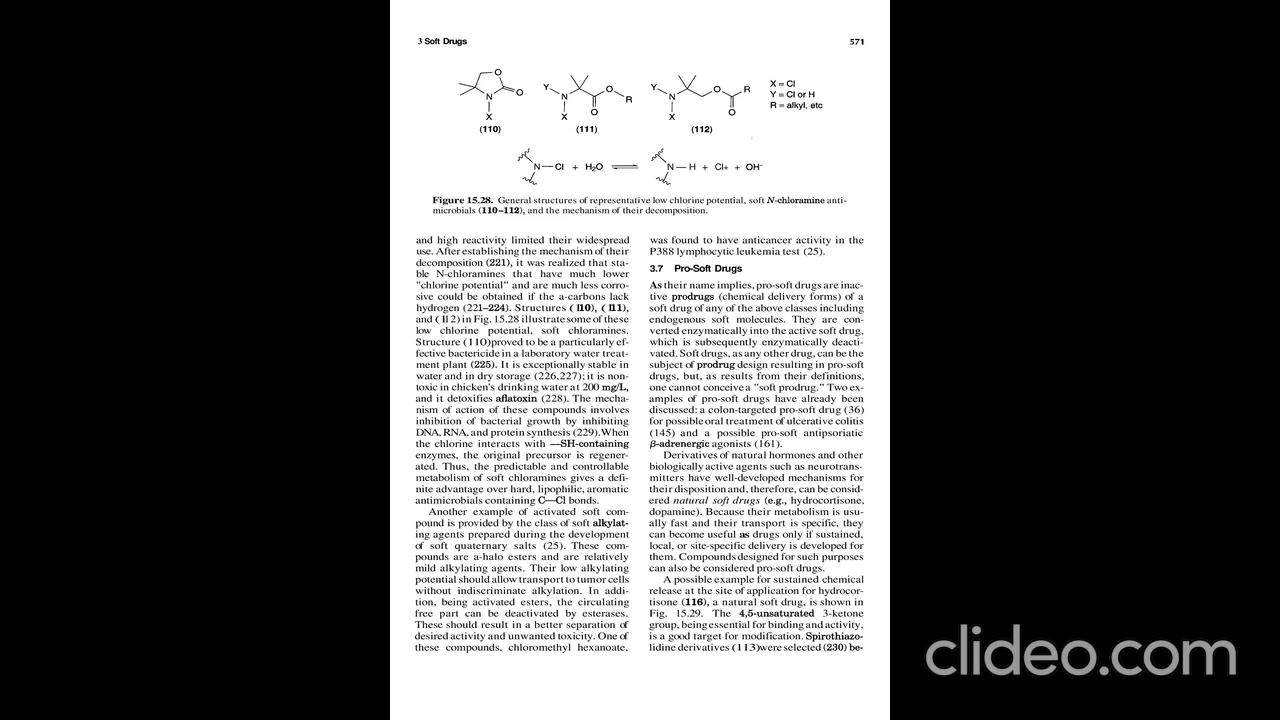 3 Soft Drugs
571
O
O
N
X
(110)
Y
N
X
O
O
R
(111)
Y
N
X
O
O
R
(112)
X = Cl
Y = Cl or H
R = alkyl, etc
N—Cl + H2O ⇌ N—H + Cl+ + OH−
Figure 15.28. General structures of representative low chlorine potential, soft N-chloramine anti-
microbials (110–112), and the mechanism of their decomposition.
and high reactivity limited their widespread
use. After establishing the mechanism of their
decomposition (221), it was realized that sta-
ble N-chloramines that have much lower
"chlorine potential" and are much less corro-
sive could be obtained if the a-carbons lack
hydrogen (221–224). Structures ( l10), ( l11),
and ( ll 2) in Fig. 15.28 illustrate some of these
low chlorine potential, soft chloramines.
Structure (110)proved to be a particularly ef-
fective bactericide in a laboratory water treat-
ment plant (225). It is exceptionally stable in
water and in dry storage (226,227); it is non-
toxic in chicken's drinking water at 200 mg/L,
and it detoxifies aflatoxin (228). The mecha-
nism of action of these compounds involves
inhibition of bacterial growth by inhibiting
DNA, RNA, and protein synthesis (229).When
the chlorine interacts with —SH-containing
enzymes, the original precursor is regener-
ated. Thus, the predictable and controllable
metabolism of soft chloramines gives a defi-
nite advantage over hard, lipophilic, aromatic
antimicrobials containing C—Cl bonds.
Another example of activated soft com-
pound is provided by the class of soft alkylat-
ing agents prepared during the development
of soft quaternary salts (25). These com-
pounds are a-halo esters and are relatively
mild alkylating agents. Their low alkylating
potential should allow transport to tumor cells
without indiscriminate alkylation. In addi-
tion, being activated esters, the circulating
free part can be deactivated by esterases.
These should result in a better separation of
desired activity and unwanted toxicity. One of
these compounds, chloromethyl hexanoate,
was found to have anticancer activity in the
P388 lymphocytic leukemia test (25).
3.7 Pro-Soft Drugs
As their name implies, pro-soft drugs are inac-
tive prodrugs (chemical delivery forms) of a
soft drug of any of the above classes including
endogenous soft molecules. They are con-
verted enzymatically into the active soft drug,
which is subsequently enzymatically deacti-
vated. Soft drugs, as any other drug, can be the
subject of prodrug design resulting in pro-soft
drugs, but, as results from their definitions,
one cannot conceive a "soft prodrug." Two ex-
amples of pro-soft drugs have already been
discussed: a colon-targeted pro-soft drug (36)
for possible oral treatment of ulcerative colitis
(145) and a possible pro-soft antipsoriatic
β-adrenergic agonists (161).
Derivatives of natural hormones and other
biologically active agents such as neurotrans-
mitters have well-developed mechanisms for
their disposition and, therefore, can be consid-
ered natural soft drugs (e.g., hydrocortisone,
dopamine). Because their metabolism is usu-
ally fast and their transport is specific, they
can become useful as drugs only if sustained,
local, or site-specific delivery is developed for
them. Compounds designed for such purposes
can also be considered pro-soft drugs.
A possible example for sustained chemical
release at the site of application for hydrocor-
tisone (116), a natural soft drug, is shown in
Fig. 15.29. The 4,5-unsaturated 3-ketone
group, being essential for binding and activity,
is a good target for modification. Spirothiazo-
lidine derivatives (113)were selected (230) be-
clideo.com